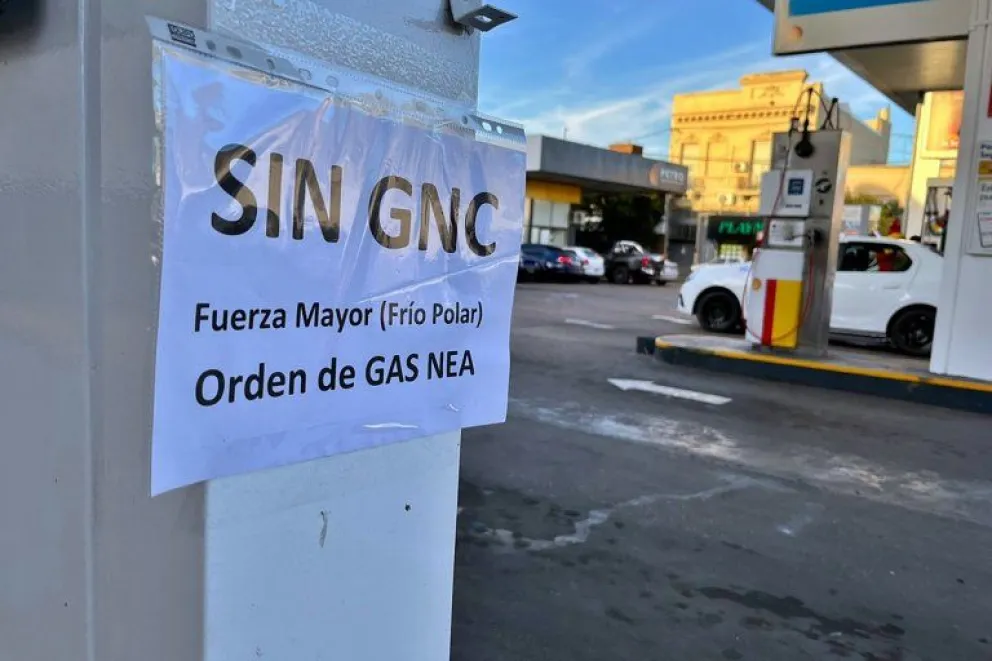 SIN GNC
Fuerza Mayor (Frío Polar)
Orden de GAS NEA
PETRO
PLAY